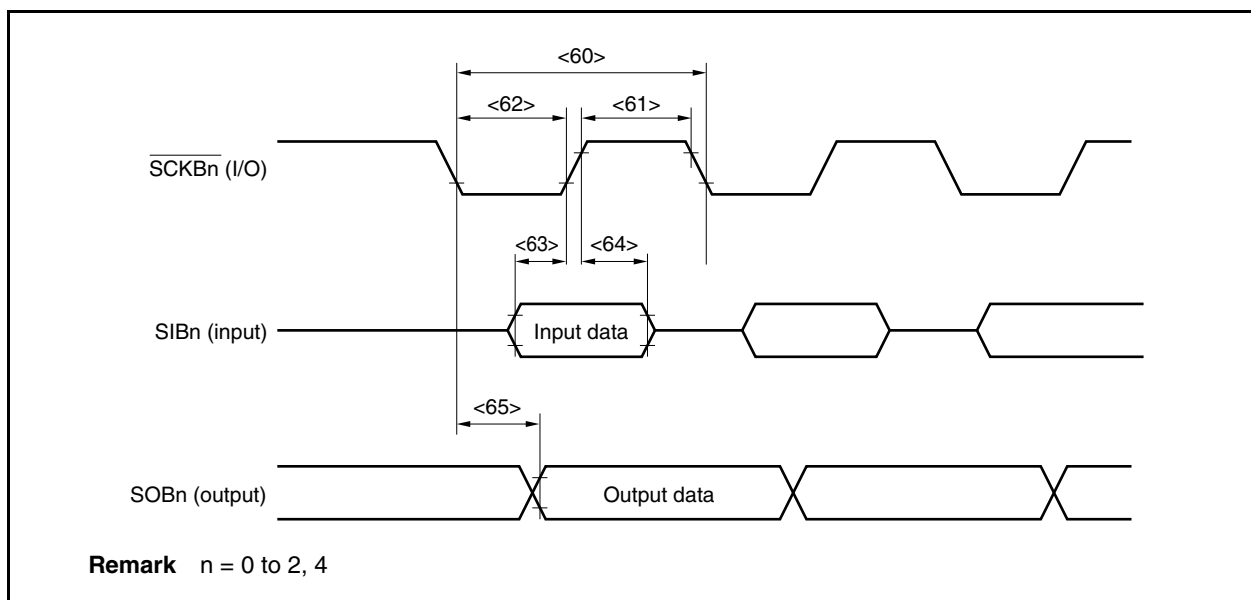 <60>
<62> <61>
SCKBn (I/O)
<63> <64>
SIBn (input)
Input data
<65>
SOBn (output)
Output data
Remark n = 0 to 2, 4